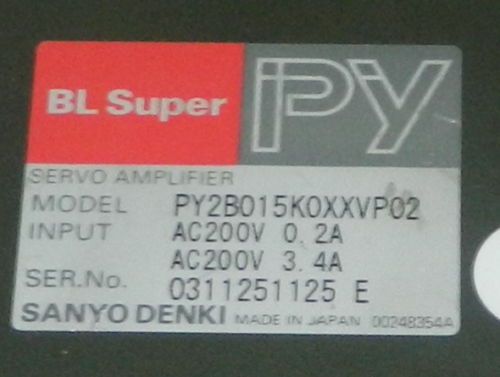 BL Super PY
SERVO AMPLIFIER
MODEL PY2B015K0XXVP02
INPUT AC200V 0.2A
AC200V 3.4A
SER.No. 0311251125 E
SANYO DENKI MADE IN JAPAN 00248354A